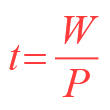 t = W/P